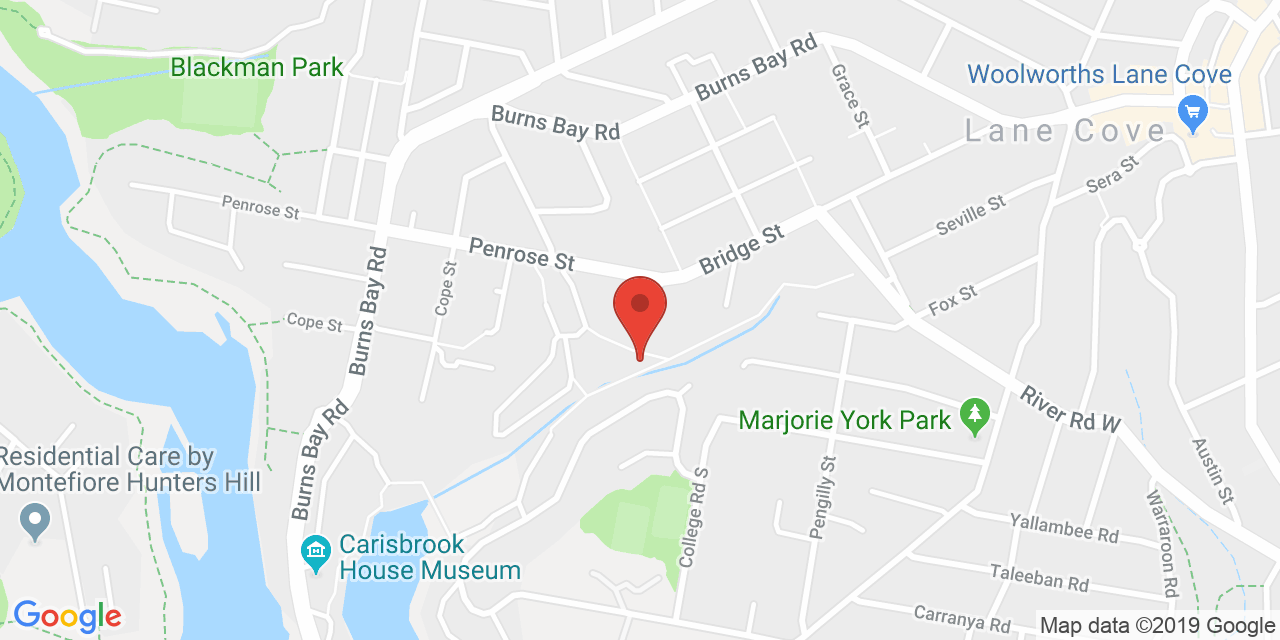 Blackman Park
Burns Bay Rd
Burns Bay Rd
Grace St
Woolworths Lane Cove
Lane Cove
Sera St
Penrose St
Seville St
Penrose St
Bridge St
Cope St
Fox St
Cope St
Burns Bay Rd
River Rd W
Marjorie York Park
Burns Bay Rd
Residential Care by
Montefiore Hunters Hill
Pengilly St
Austin St
College Rd S
Yallambee Rd
Warraroon Rd
Carisbrook
House Museum
Taleeban Rd
Carranya Rd
Google
Map data ©2019 Google